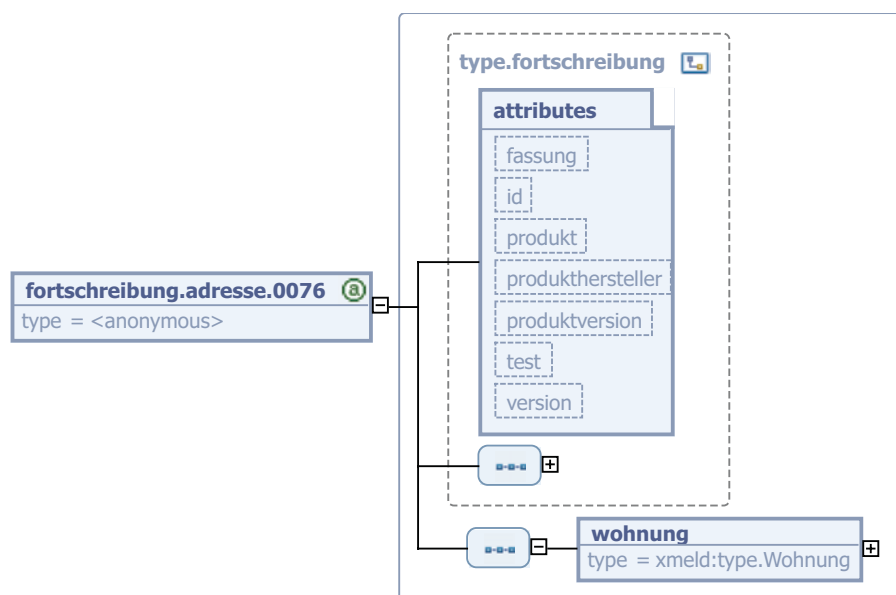 type.fortschreibung
attributes
fassung
id
produkt
produkthersteller
produktversion
test
version
fortschreibung.adresse.0076 @
type = <anonymous>
wohnung
type = xmeld:type.Wohnung